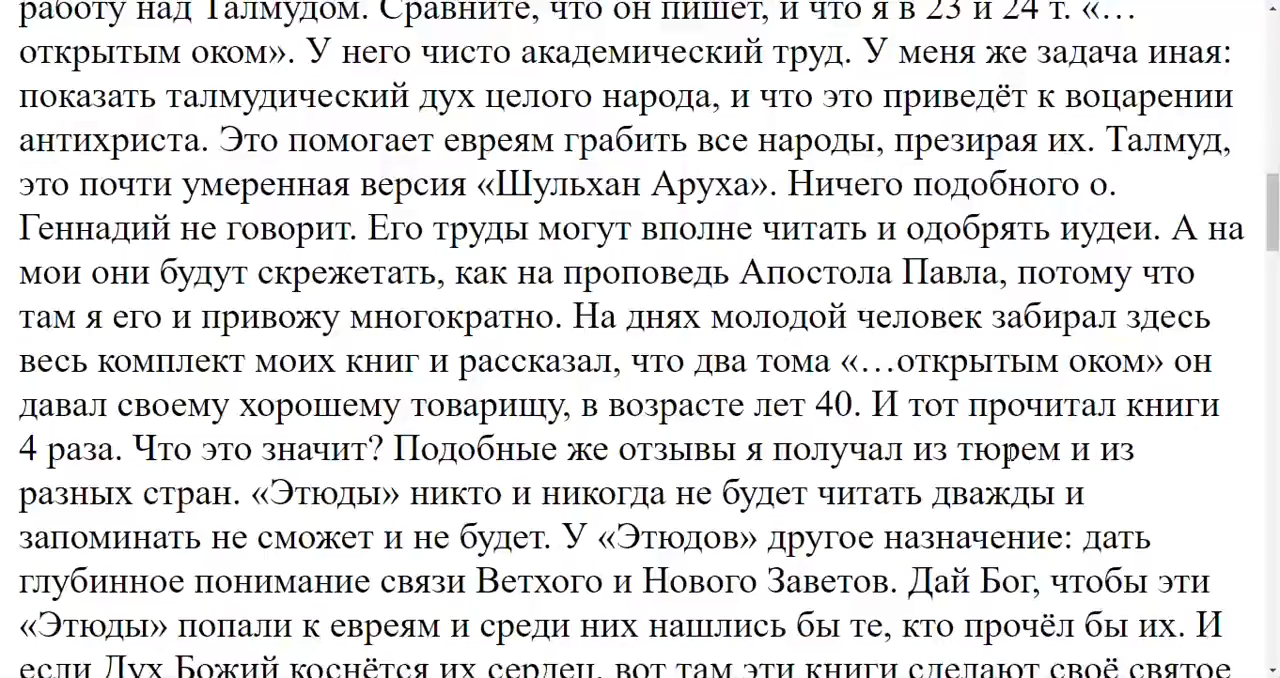 работу над Талмудом. Сравните, что он пишет, и что я в 23 и 24 т. «…
открытым оком». У него чисто академический труд. У меня же задача иная:
показать талмудический дух целого народа, и что это приведёт к воцарении
антихриста. Это помогает евреям грабить все народы, презирая их. Талмуд,
это почти умеренная версия «Шульхан Аруха». Ничего подобного о.
Геннадий не говорит. Его труды могут вполне читать и одобрять иудеи. А на
мои они будут скрежетать, как на проповедь Апостола Павла, потому что
там я его и привожу многократно. На днях молодой человек забирал здесь
весь комплект моих книг и рассказал, что два тома «…открытым оком» он
давал своему хорошему товарищу, в возрасте лет 40. И тот прочитал книги
4 раза. Что это значит? Подобные же отзывы я получал из тюрем и из
разных стран. «Этюды» никто и никогда не будет читать дважды и
запоминать не сможет и не будет. У «Этюдов» другое назначение: дать
глубинное понимание связи Ветхого и Нового Заветов. Дай Бог, чтобы эти
«Этюды» попали к евреям и среди них нашлись бы те, кто прочёл бы их. И
если Дух Божий коснётся их сердец, вот там эти книги сделают своё святое